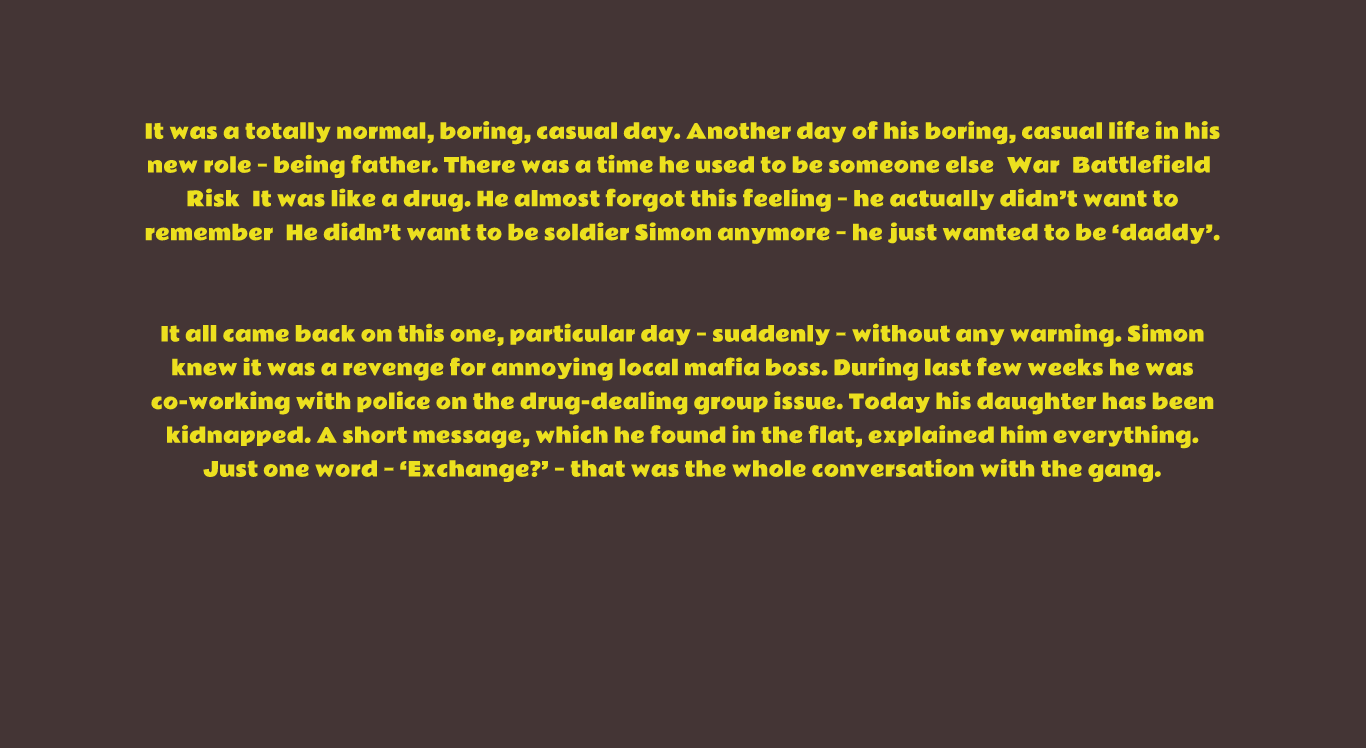 It was a totally normal, boring, casual day. Another day of his boring, casual life in his
new role – being father. There was a time he used to be someone else  War  Battlefield
Risk  It was like a drug. He almost forgot this feeling – he actually didn’t want to
remember  He didn’t want to be soldier Simon anymore – he just wanted to be ‘daddy’.
It all came back on this one, particular day – suddenly – without any warning. Simon
knew it was a revenge for annoying local mafia boss. During last few weeks he was
co-working with police on the drug-dealing group issue. Today his daughter has been
kidnapped. A short message, which he found in the flat, explained him everything.
Just one word – ‘Exchange?’ – that was the whole conversation with the gang.